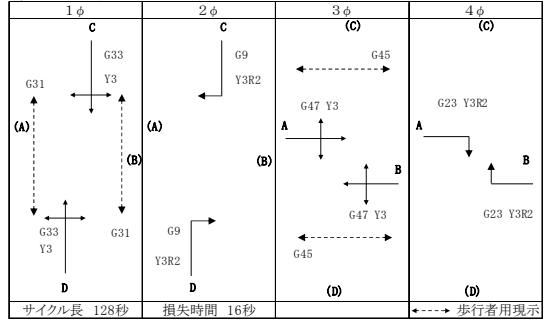 1φ 2φ 3φ 4φ
C C (C) (C)
G33 G9 G45
Y3 Y3R2
G31
G47 Y3 G23 Y3R2
(A) (A) A A
(B) (B) B B
G33 G31 G9 G47 Y3 G23 Y3R2
Y3 Y3R2 G45
D D (D) (D)
サイクル長 128秒 損失時間 16秒 歩行者用現示